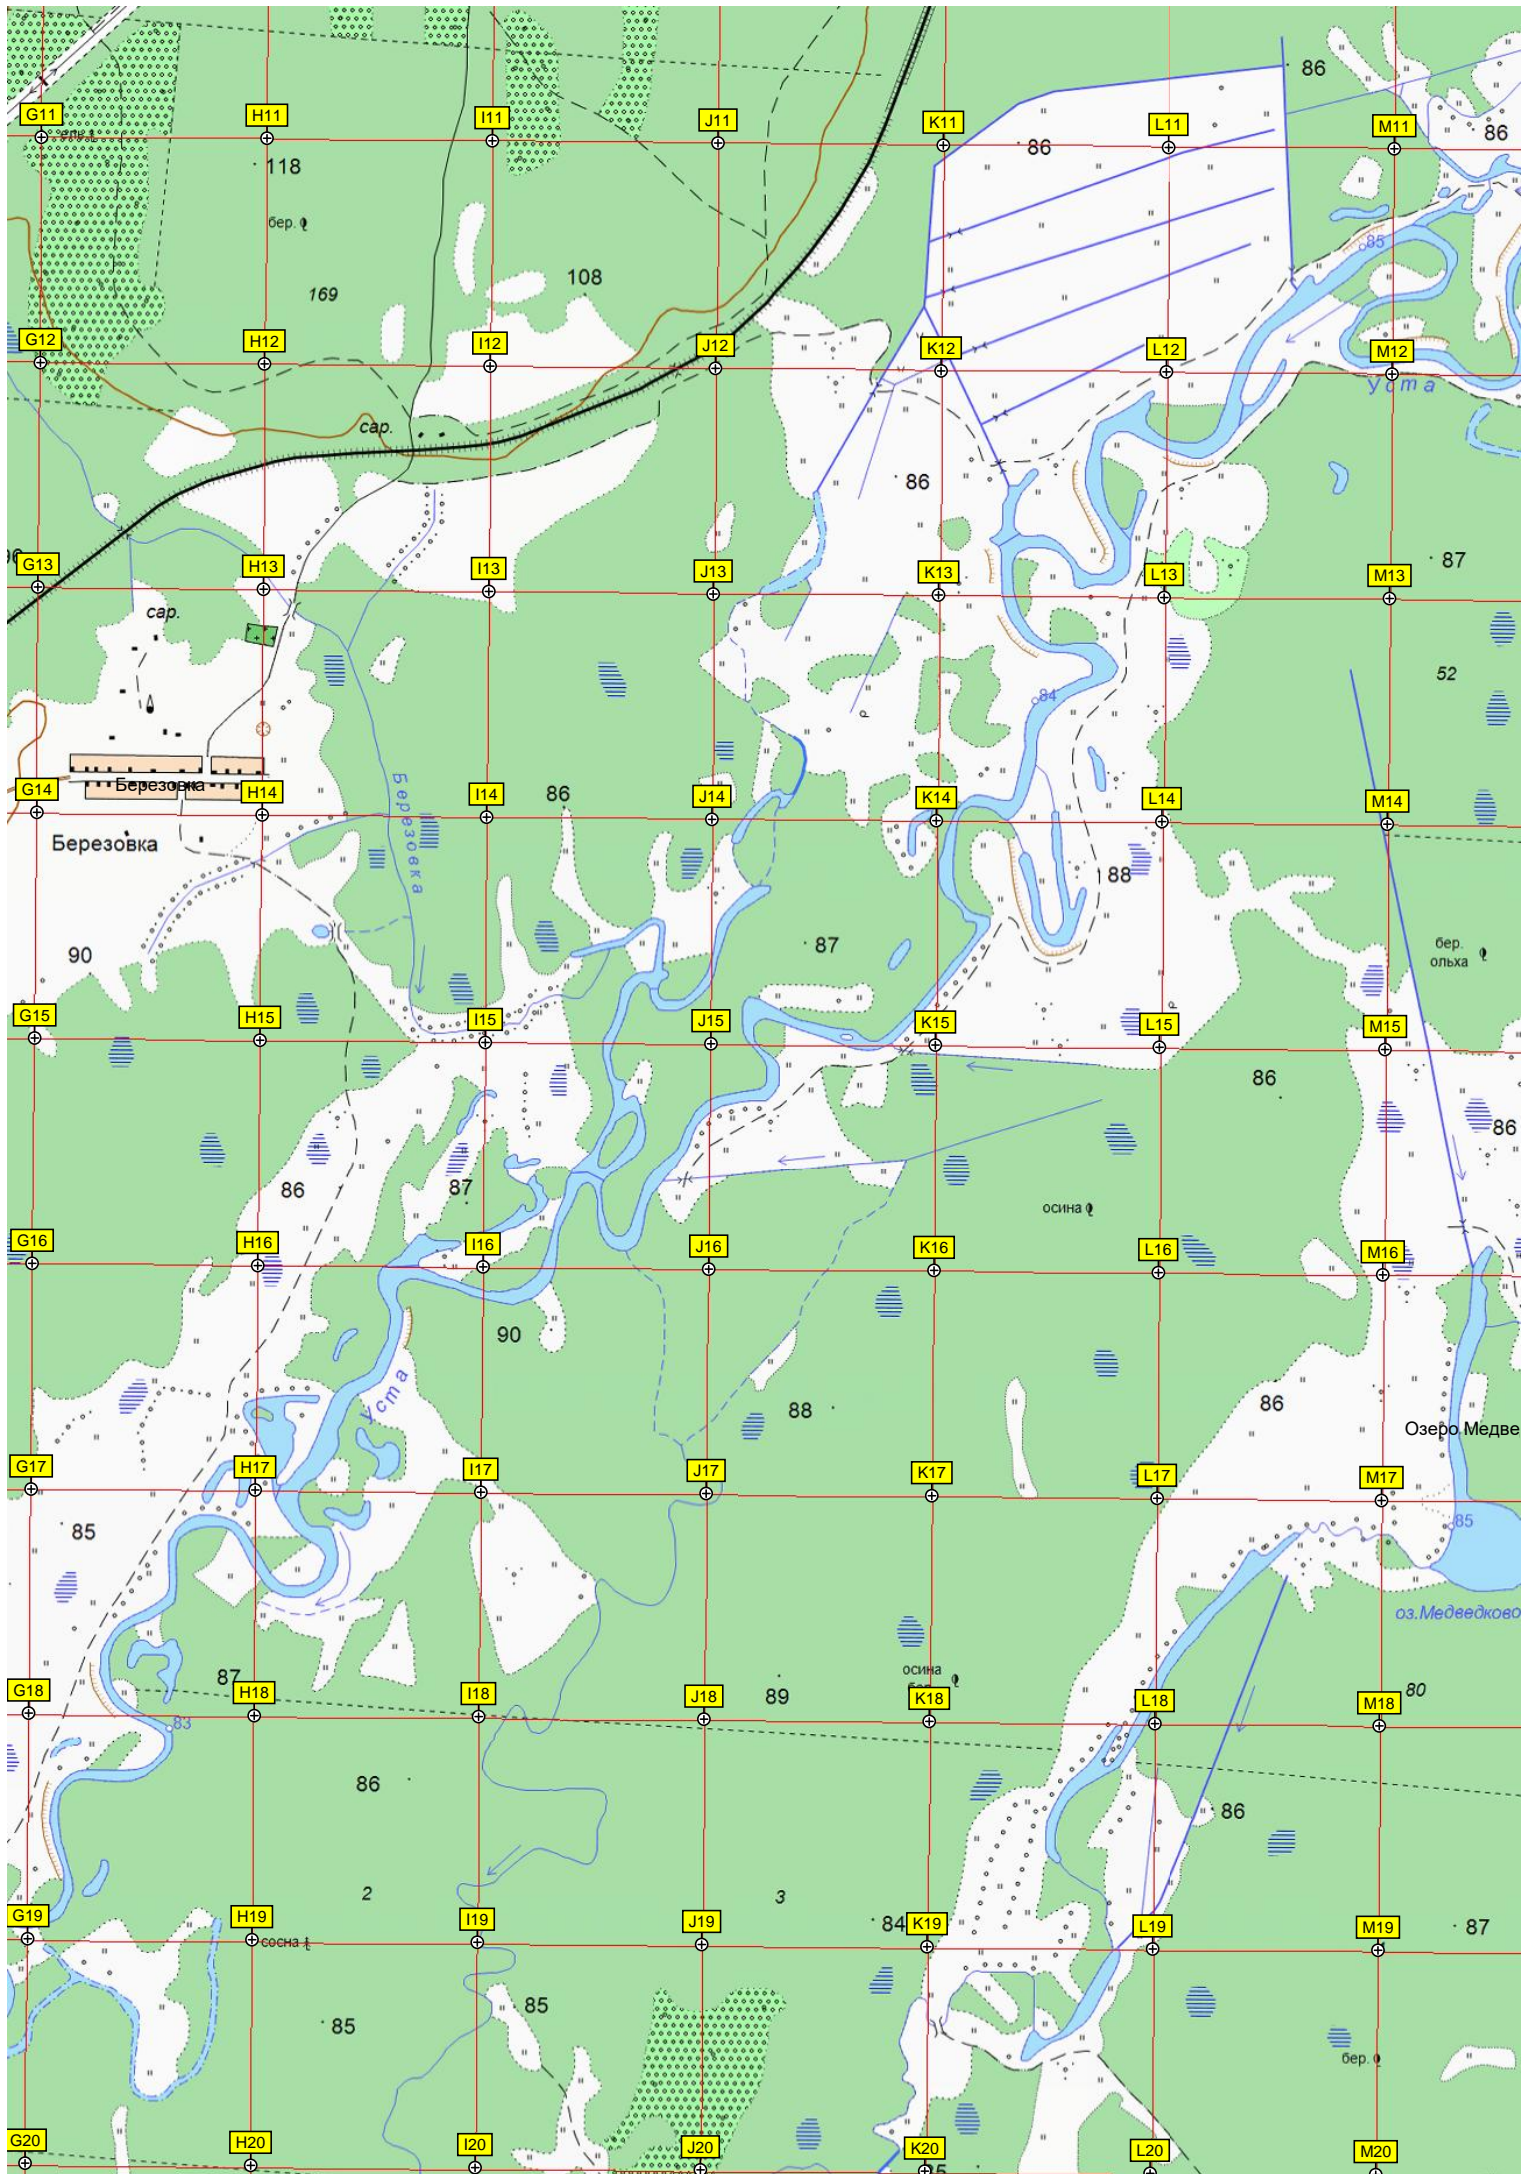 86
G11
H11
I11
J11
K11
L11
M11
86
86
118
бер.
85
169
108
G12
H12
I12
J12
K12
L12
M12
Уста
сар.
86
G13
H13
I13
J13
K13
L13
M13
87
сар.
52
84
Березовка
G14
H14
I14
86
J14
K14
L14
M14
Березовка
Березовка
88
90
87
бер.
ольха
G15
H15
I15
J15
K15
L15
M15
86
86
86
87
осина
G16
H16
I16
J16
K16
L16
M16
90
Уста
88
86
Озеро Медве
G17
H17
I17
J17
K17
L17
M17
85
85
оз.Медведково
осина
87
G18
H18
I18
J18
89
K18
L18
80
M18
83
86
86
2
3
G19
H19
I19
J19
84
K19
L19
M19
87
сосна
85
85
бер.
G20
H20
I20
J20
K20
L20
M20